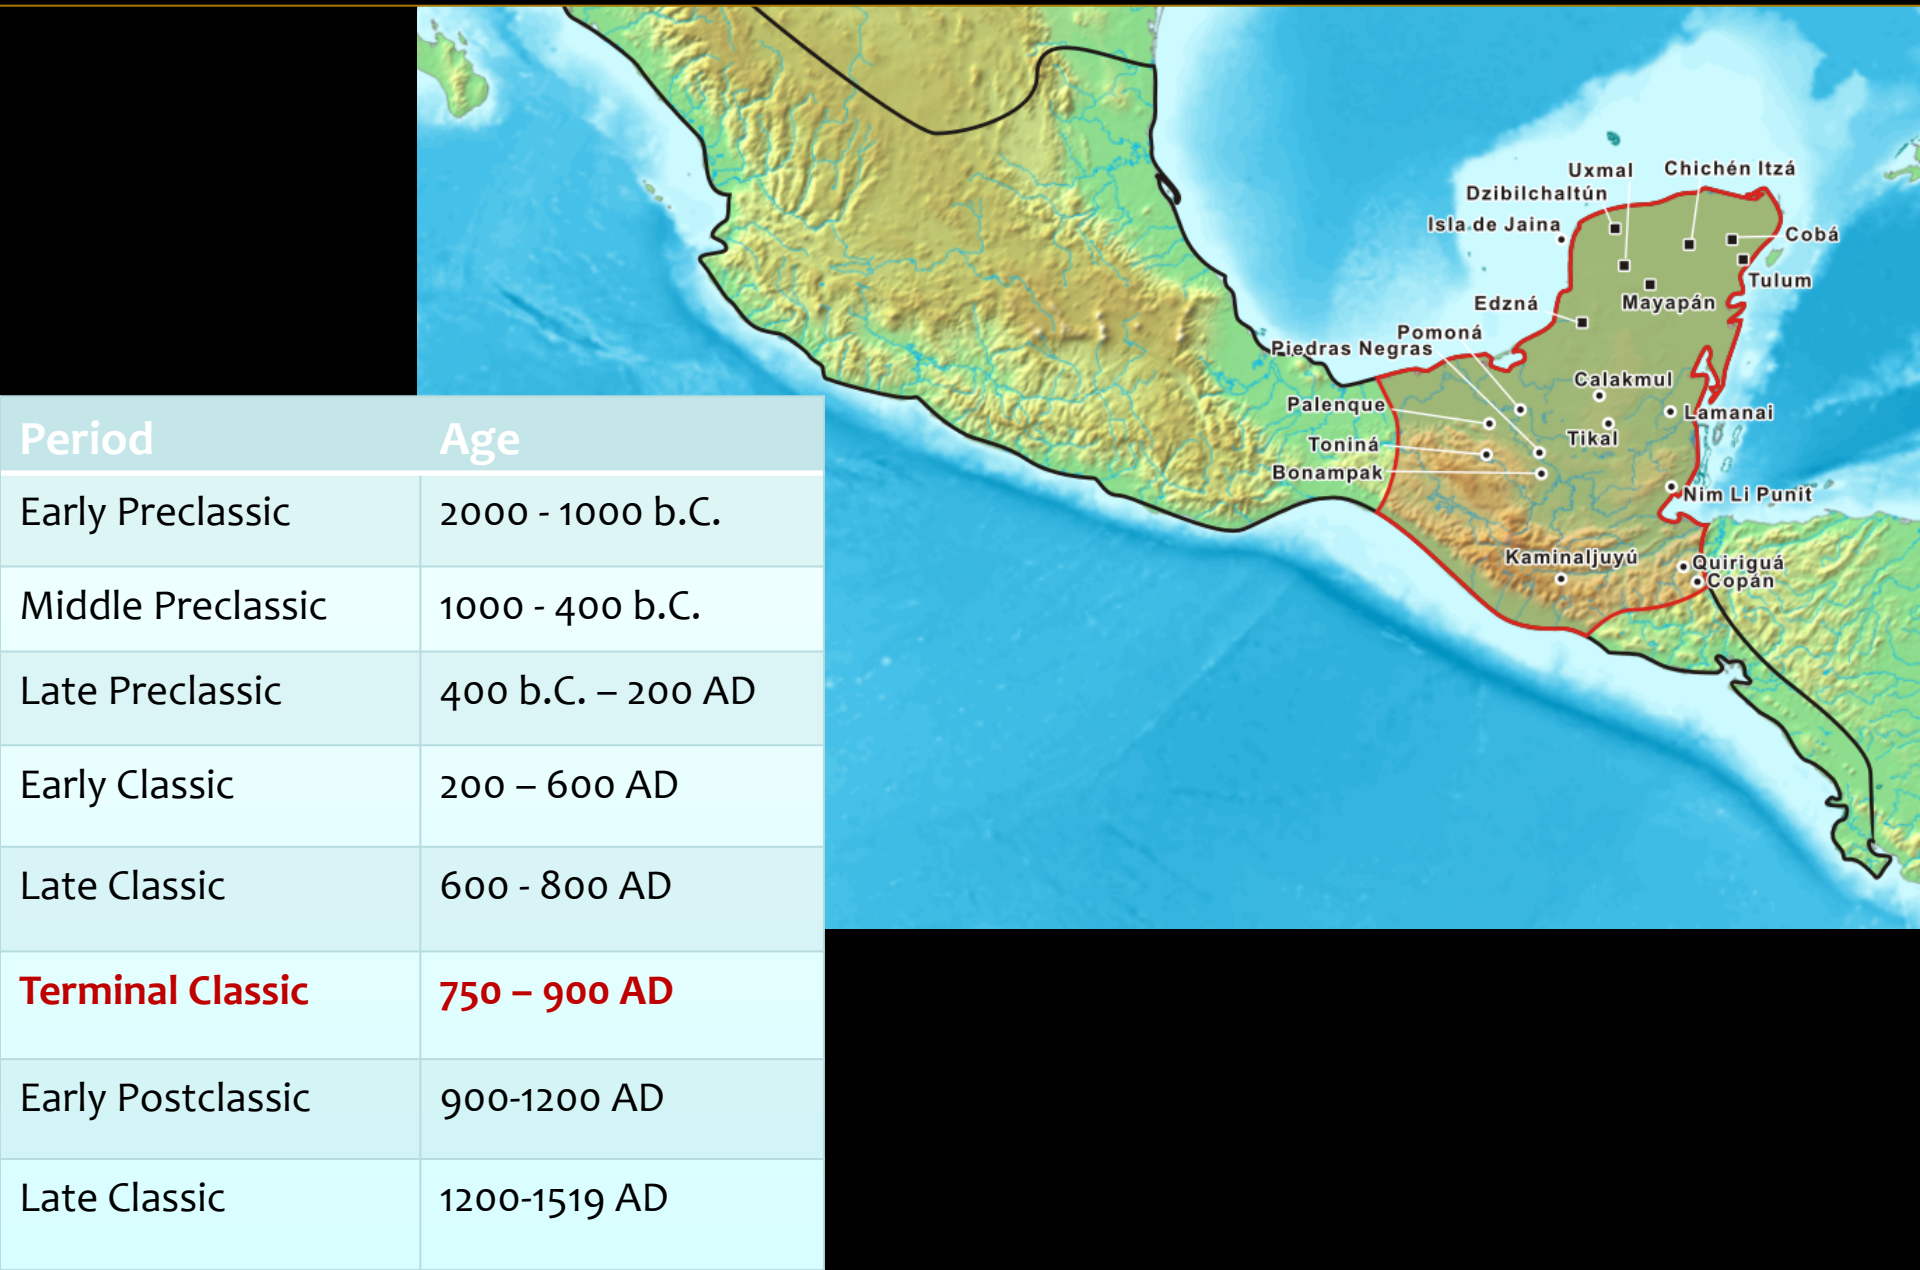 Uxmal
Chichén Itzá
Dzibilchaltún
Isla de Jaina
Cobá
Tulum
Edzná
Mayapán
Pomoná
Piedras Negras
Calakmul
Palenque
Lamanai
Tikal
Toniná
Bonampak
Nim Li Punit
Kaminaljuyú
Quiriguá
Copán
Period Age
Early Preclassic 2000 - 1000 b.C.
Middle Preclassic 1000 - 400 b.C.
Late Preclassic 400 b.C. – 200 AD
Early Classic 200 – 600 AD
Late Classic 600 - 800 AD
Terminal Classic 750 – 900 AD
Early Postclassic 900-1200 AD
Late Classic 1200-1519 AD